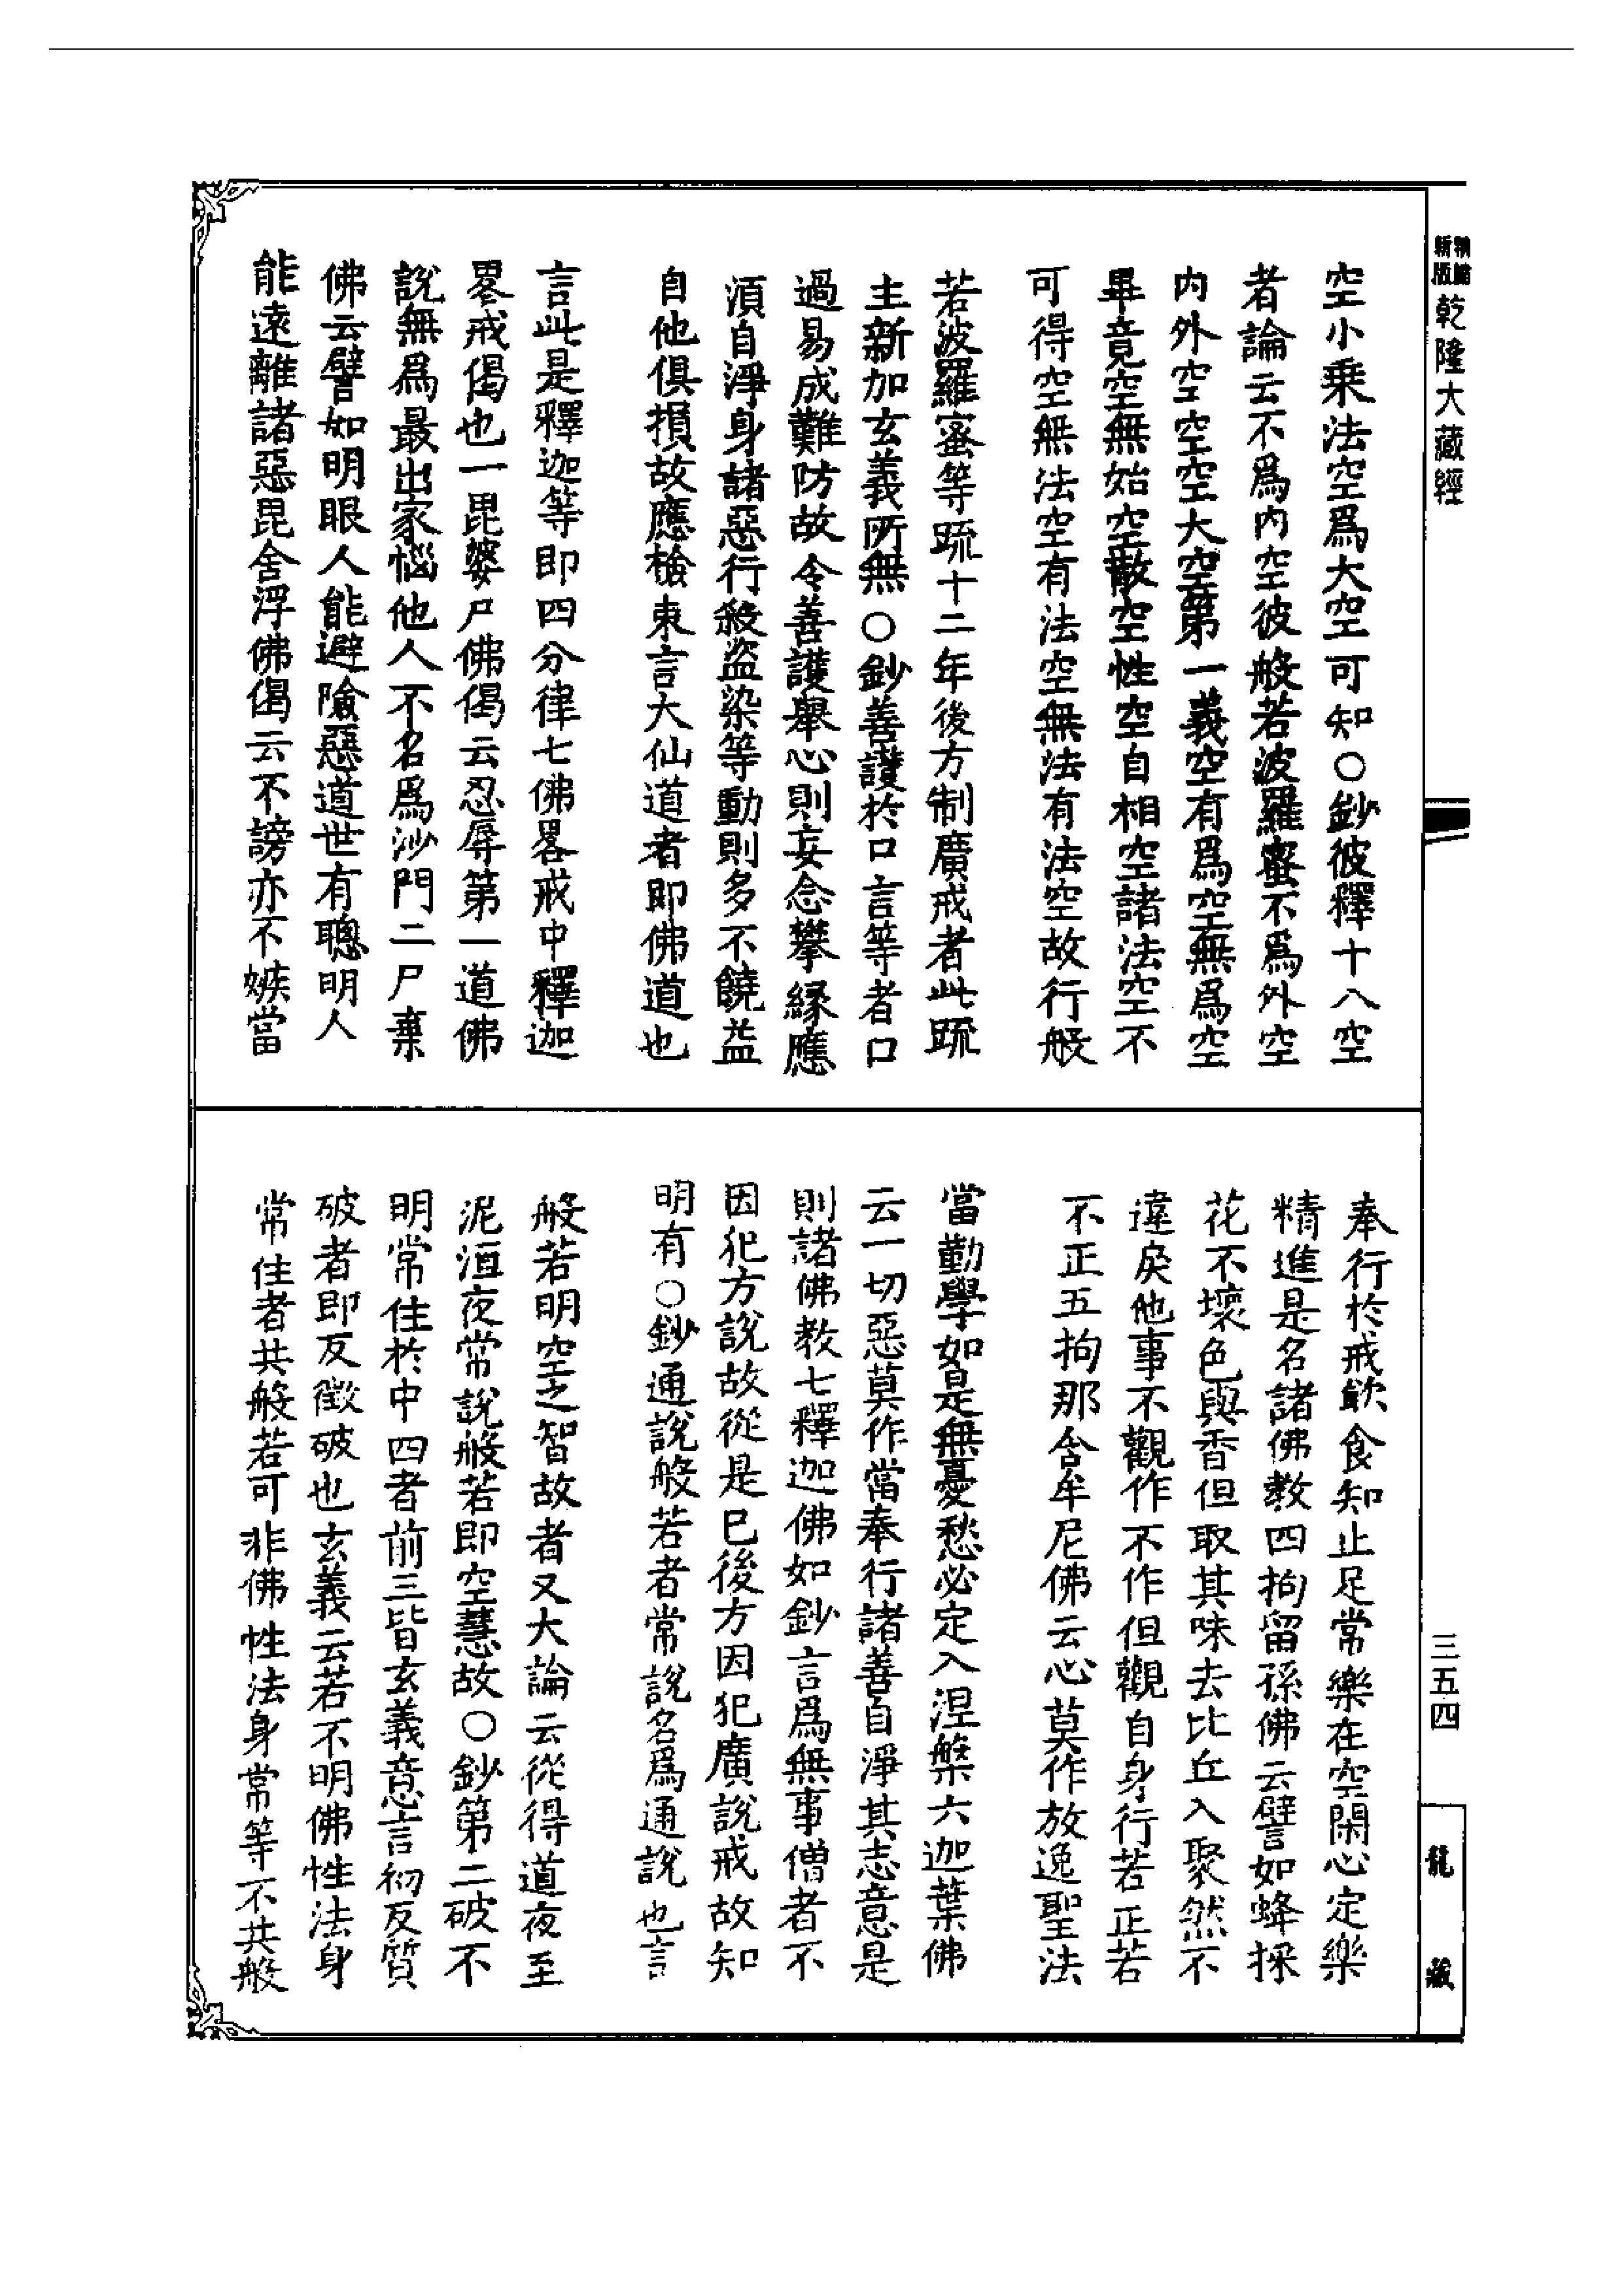 精縮新版乾隆大藏經
空小乗法空爲大空可知○鈔彼釋十八空
者論云不爲内空彼般若波羅蜜不爲外空
内外空空空大空第一義空有爲空無爲空
畢竟空無始空散空性空自相空諸法空不
可得空無法空有法空無法有法空故行般
若波羅蜜等䟽十二年後方制廣戒者此䟽
主新加玄義所無○鈔善護於口言等者口
過易成難防故令善護舉心則妄念攀縁應
湏自淨身諸惡行殺盜染等動則多不饒益
自他俱損故應檢束言大仙道者即佛道也
言此是釋迦等即四分律七佛畧戒中釋迦
畧戒偈也一毘婆尸佛偈云忍辱第一道佛
說無爲最出家惱他人不名爲沙門二尸棄
佛云譬如明眼人能避險惡道世有聰明人
能遠離諸惡毘舍浮佛偈云不謗亦不嫉當
奉行於戒飲食知止足常樂在空閑心定樂
精進是名諸佛教四拘留孫佛云譬如蜂採
花不壞色與香但取其味去比丘入聚然不
違戾他事不觀作不作但觀自身行若正若
不正五拘那含牟尼佛云心莫作放逸聖法
當勤學如是無憂愁必定入涅槃六迦葉佛
云一切惡莫作當奉行諸善自淨其志意是
則諸佛教七釋迦佛如鈔言爲無事僧者不
因犯方說故從是已後方因犯廣說戒故知
明有○鈔通說般若者常說名爲通說也言
般若明空之智故者又大論云從得道夜至
泥洹夜常說般若即空慧故○鈔第二破不
明常住於中四者前三皆玄義意言初反質
破者即反徵破也玄義云若不明佛性法身
常住者共般若可非佛性法身常等不共般
三五四
龍藏